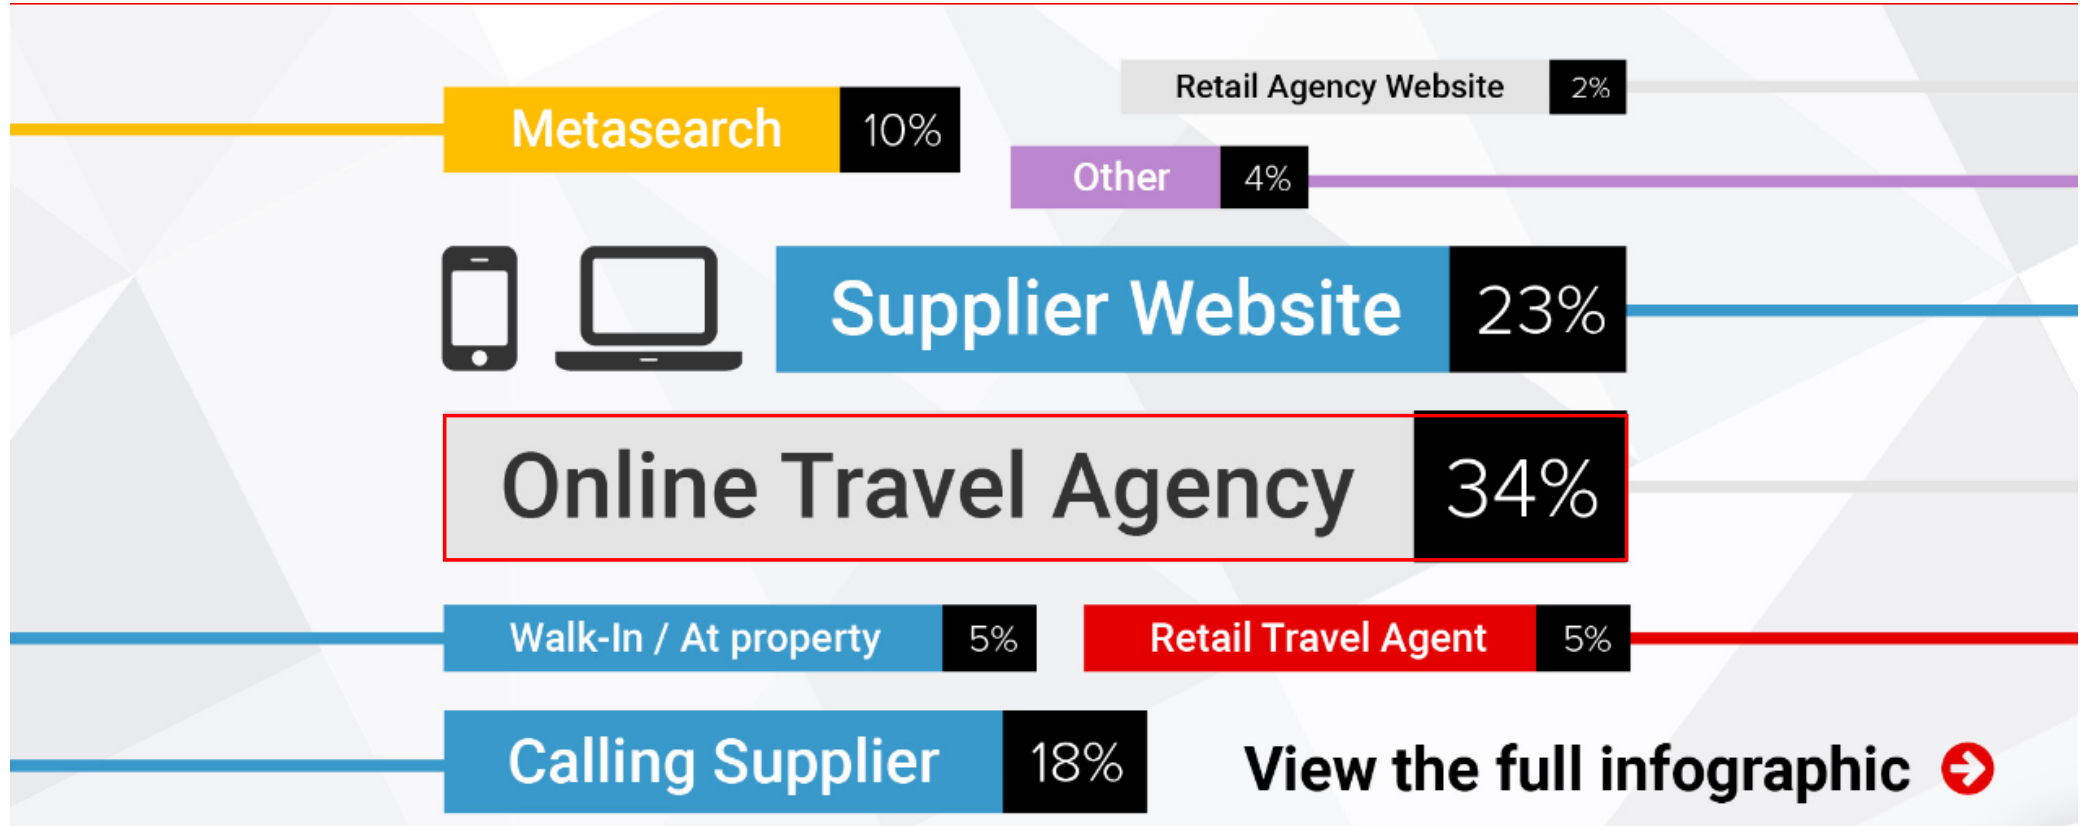 Retail Agency Website 2%
Metasearch 10%
Other 4%
Supplier Website 23%
Online Travel Agency 34%
Walk-In / At property 5%
Retail Travel Agent 5%
Calling Supplier 18%
View the full infographic